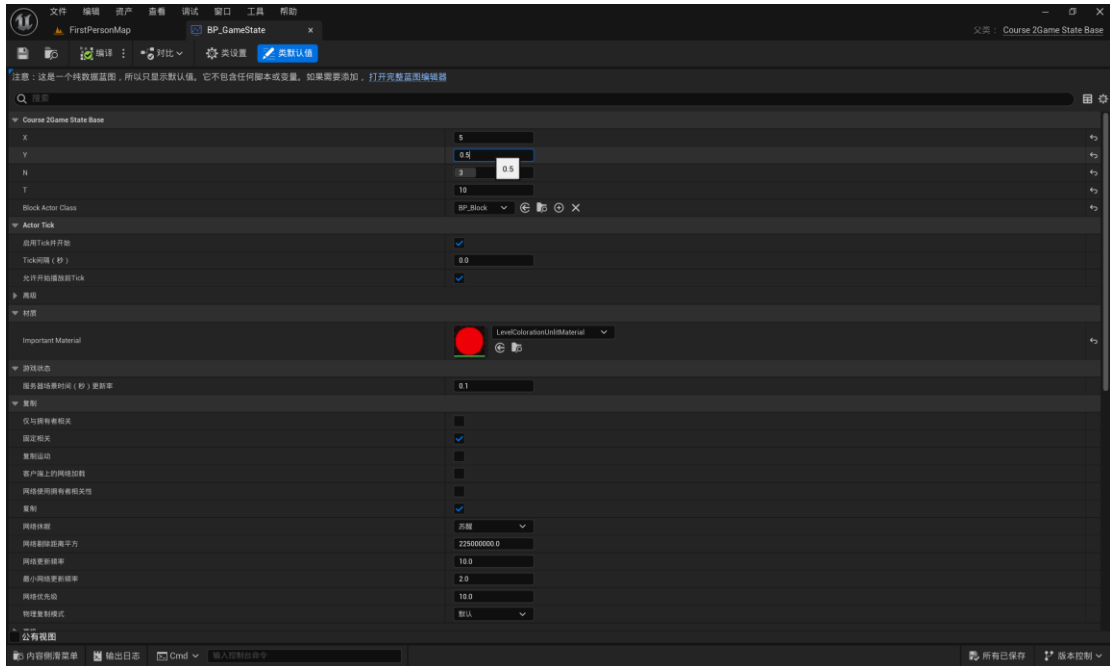 文件 编辑 资产 查看 调试 窗口 工具 帮助
FirstPersonMap BP_GameState x 父类： Course 2Game State Base
编译 对比 类设置 类默认值
注意：这是一个纯数据蓝图，所以只显示默认值。它不包含任何脚本或变量。如果需要添加，打开完整蓝图编辑器
搜索
Course 2Game State Base
X 5
Y 0.5
0.5
N 3
T 10
Block Actor Class BP_Block
Actor Tick
启用Tick并开始
Tick间隔（秒） 0.0
允许开始播放前Tick
高级
材质
Important Material LevelColorationUnlitMaterial
游戏状态
服务器场景时间（秒）更新率 0.1
复制
仅与拥有者相关
固定相关
复制运动
客户端上的网络加载
网络使用拥有者相关性
复制
网络休眠 苏醒
网络剔除距离平方 225000000.0
网络更新频率 10.0
最小网络更新频率 2.0
网络优先级 10.0
物理复制模式 默认
公有视图
内容侧滑菜单 输出日志 Cmd 输入控制台命令 所有已保存 版本控制